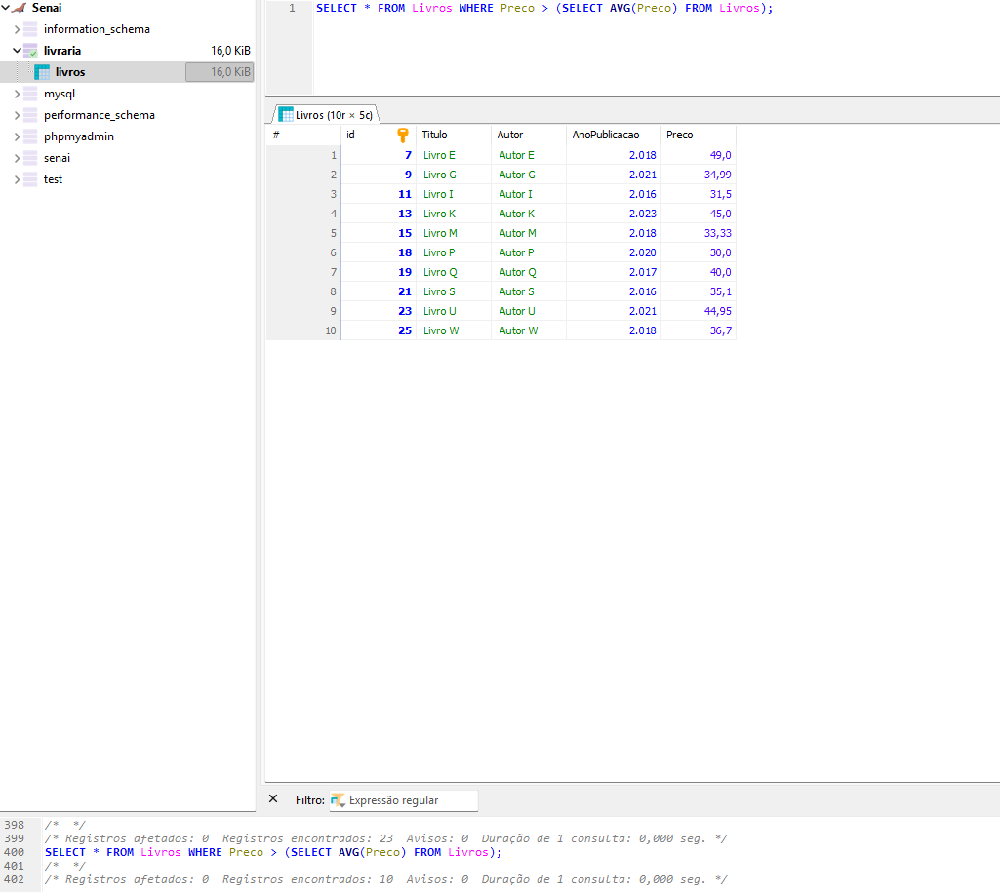 Senai
information_schema
livraria 16,0 KiB
livros 16,0 KiB
mysql
performance_schema
phpmyadmin
senai
test
1 SELECT * FROM Livros WHERE Preco > (SELECT AVG(Preco) FROM Livros);
Livros (10r × 5c)
# id Titulo Autor AnoPublicacao Preco
1 7 Livro E Autor E 2.018 49,0
2 9 Livro G Autor G 2.021 34,99
3 11 Livro I Autor I 2.016 31,5
4 13 Livro K Autor K 2.023 45,0
5 15 Livro M Autor M 2.018 33,33
6 18 Livro P Autor P 2.020 30,0
7 19 Livro Q Autor Q 2.017 40,0
8 21 Livro S Autor S 2.016 35,1
9 23 Livro U Autor U 2.021 44,95
10 25 Livro W Autor W 2.018 36,7
Filtro: Expressão regular
398 /* */
399 /* Registros afetados: 0 Registros encontrados: 23 Avisos: 0 Duração de 1 consulta: 0,000 seg. */
400 SELECT * FROM Livros WHERE Preco > (SELECT AVG(Preco) FROM Livros);
401 /* */
402 /* Registros afetados: 0 Registros encontrados: 10 Avisos: 0 Duração de 1 consulta: 0,000 seg. */